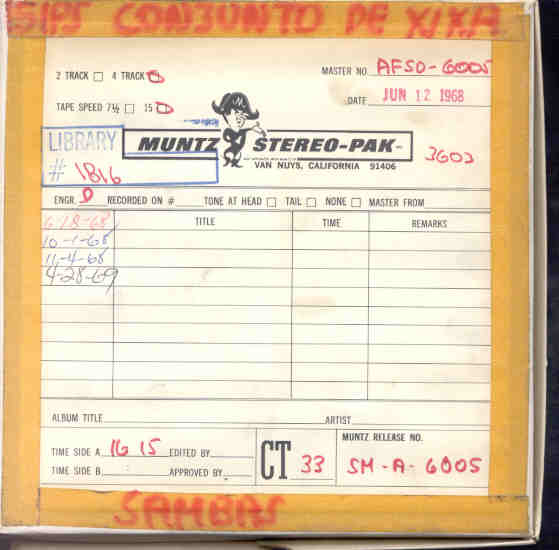 SIPS CONJUNTO DE XIXA
2 TRACK 4 TRACK
MASTER NO. AFSD-6005
TAPE SPEED 7½ 15
DATE JUN 12 1968
LIBRARY
# 1816
MUNTZ STEREO-PAK
VAN NUYS, CALIFORNIA 91406
3603
ENGR. RECORDED ON # TONE AT HEAD TAIL NONE MASTER FROM
TITLE TIME REMARKS
6-18-68
10-1-68
11-4-68
4-28-69
ALBUM TITLE ARTIST
TIME SIDE A 16 15 EDITED BY
TIME SIDE B APPROVED BY
CT 33
MUNTZ RELEASE NO.
SM-A-6005
SAMBAS